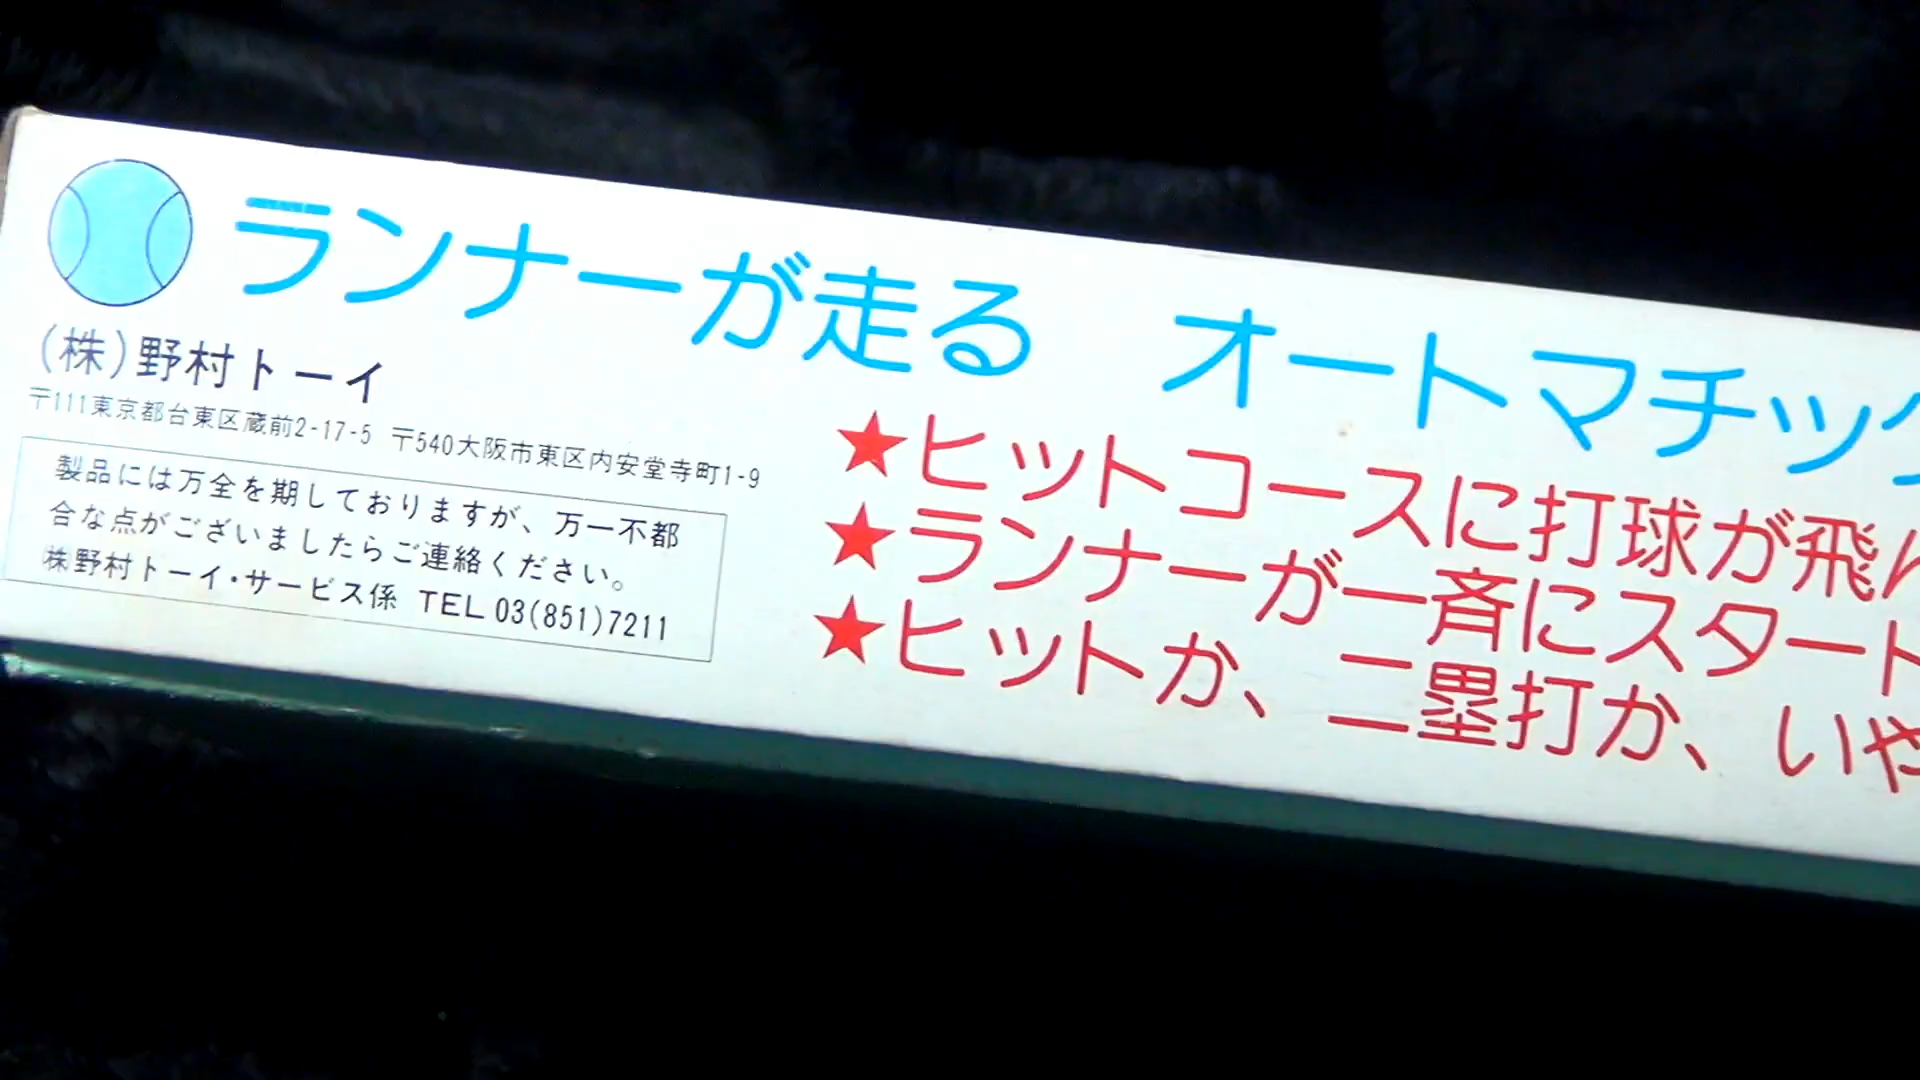 ランナーが走る オートマチック
(株)野村トーイ
〒111東京都台東区蔵前2-17-5 〒540大阪市東区内安堂寺町1-9
製品には万全を期しておりますが、万一不都
合な点がございましたらご連絡ください。
㈱野村トーイ・サービス係 TEL 03(851)7211
★ヒットコースに打球が飛ん
★ランナーが一斉にスタート
★ヒットか、二塁打か、いや